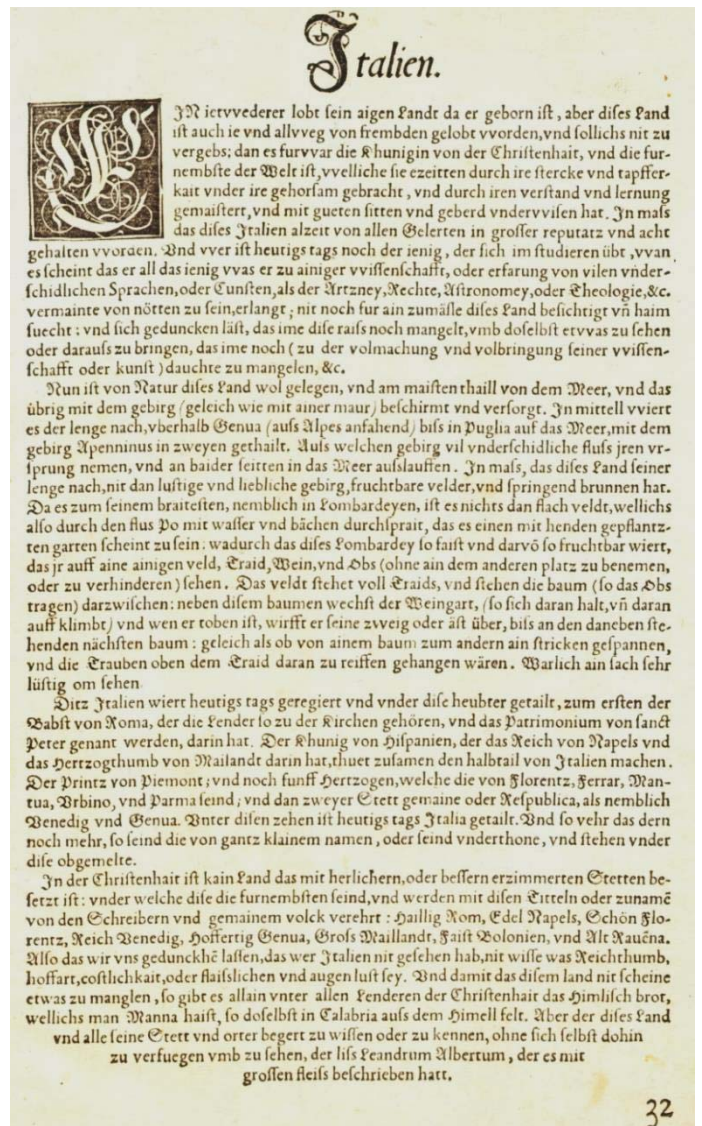 Italien.
WIN ietvvederer lobt ſein aigen Landt da er geborn iſt, aber diſes Land
iſt auch ie vnd allvveg von frembden gelobt vvorden, vnd ſollichs nit zu
vergebs; dan es furvvar die Khunigin von der Chriſtenhait, vnd die fur-
nembſte der Welt iſt, vvelliche ſie ezeitten durch ire ſtercke vnd tapffer-
kait vnder ire gehorſam gebracht, vnd durch iren verſtand vnd lernung
gemaiſtert, vnd mit gueten ſitten vnd geberd vndervviſen hat. In maſs
das diſes Italien alzeit von allen Gelerten in groſſer reputatz vnd acht
gehalten vvorden. Vnd vver iſt heutigs tags noch der ienig, der ſich im ſtudieren übt, vvan
es ſcheint das er all das ienig vvas er zu ainiger vviſſenſchafft, oder erfarung von vilen vnder-
ſchidlichen Sprachen, oder Cunſten, als der Artzney, Rechte, Aſtronomey, oder Theologie, &c.
vermainte von nötten zu ſein, erlangt; nit noch fur ain zumäſſe diſes Land beſichtigt vn̄ haim
ſuecht: vnd ſich geduncken läſt, das ime diſe raiſs noch mangelt, vmb doſelbſt etvvas zu ſehen
oder darauſs zu bringen, das ime noch (zu der volmachung vnd volbringung ſeiner vviſſen-
ſchafft oder kunſt) dauchte zu mangelen, &c.
Nun iſt von Natur diſes Land wol gelegen, vnd am maiſten thaill von dem Meer, vnd das
übrig mit dem gebirg (geleich wie mit ainer maur) beſchirmt vnd verſorgt. In mittell vviert
es der lenge nach, vberhalb Genua (auſs Alpes anfahend) biſs in Puglia auf das Meer, mit dem
gebirg Apenninus in zweyen gethailt. Auſs welchen gebirg vil vnderſchidliche fluſs jren vr-
ſprung nemen, vnd an baider ſeitten in das Meer auſslauffen. In maſs, das diſes Land ſeiner
lenge nach, nit dan luſtige vnd liebliche gebirg, fruchtbare velder, vnd ſpringend brunnen hat.
Da es zum ſeinem braiteſten, nemblich in Lombardeyen, iſt es nichts dan flach veldt, wellichs
alſo durch den flus Po mit waſſer vnd bächen durchſprait, das es einen mit henden gepflantz-
ten garten ſcheint zu ſein: wadurch das diſes Lombardey ſo faiſt vnd darvō ſo fruchtbar wiert,
das jr auff aine ainigen veld, Traid, Wein, vnd Obs (ohne ain dem anderen platz zu benemen,
oder zu verhinderen) ſehen. Das veldt ſtehet voll Traids, vnd ſtehen die baum (ſo das Obs
tragen) darzwiſchen: neben diſem baumen wechſt der Weingart, (ſo ſich daran halt, vn̄ daran
auff klimbt) vnd wen er toben iſt, wirfft er ſeine zvveig oder äſt über, biſs an den daneben ſte-
henden nächſten baum: geleich als ob von ainem baum zum andern ain ſtricken geſpannen,
vnd die Trauben oben dem Traid daran zu reiffen gehangen wären. Warlich ain ſach ſehr
lüſtig om ſehen
Ditz Italien wiert heutigs tags geregiert vnd vnder diſe heubter getailt, zum erſten der
Babſt von Roma, der die Lender ſo zu der Kirchen gehören, vnd das Patrimonium von ſanct
Peter genant werden, darin hat. Der Khunig von Hiſpanien, der das Reich von Napels vnd
das Hertzogthumb von Mailandt darin hat, thuet zuſamen den halbtail von Italien machen.
Der Printz von Piemont; vnd noch funff Hertzogen, welche die von Florentz, Ferrar, Man-
tua, Vrbino, vnd Parma ſeind; vnd dan zweyer Stett gemaine oder Reſpublica, als nemblich
Venedig vnd Genua. Vnter diſen zehen iſt heutigs tags Italia getailt. Vnd ſo vehr das dern
noch mehr, ſo ſeind die von gantz klainem namen, oder ſeind vnderthone, vnd ſtehen vnder
diſe obgemelte.
In der Chriſtenhait iſt kain Land das mit herlichern, oder beſſern erzimmerten Stetten be-
ſetzt iſt: vnder welche diſe die furnembſten ſeind, vnd werden mit diſen Titteln oder zunamē
von den Schreibern vnd gemainem volck verehrt: Haillig Rom, Edel Napels, Schön Flo-
rentz, Reich Venedig, Hoffertig Genua, Groſs Maillandt, Faiſt Bolonien, vnd Alt Rauēna.
Alſo das wir vns gedunckhē laſſen, das wer Italien nit geſehen hab, nit wiſſe was Reichthumb,
hoffart, coſtlichkait, oder flaiſslichen vnd augen luſt ſey. Vnd damit das diſem land nit ſcheine
etwas zu manglen, ſo gibt es allain vnter allen Lenderen der Chriſtenhait das Himliſch brot,
wellichs man Manna haiſt, ſo doſelbſt in Calabria auſs dem Himell felt. Aber der diſes Land
vnd alle ſeine Stett vnd orter begert zu wiſſen oder zu kennen, ohne ſich ſelbſt dohin
zu verfuegen vmb zu ſehen, der liſs Leandrum Albertum, der es mit
groſſen fleiſs beſchrieben hatt.
32